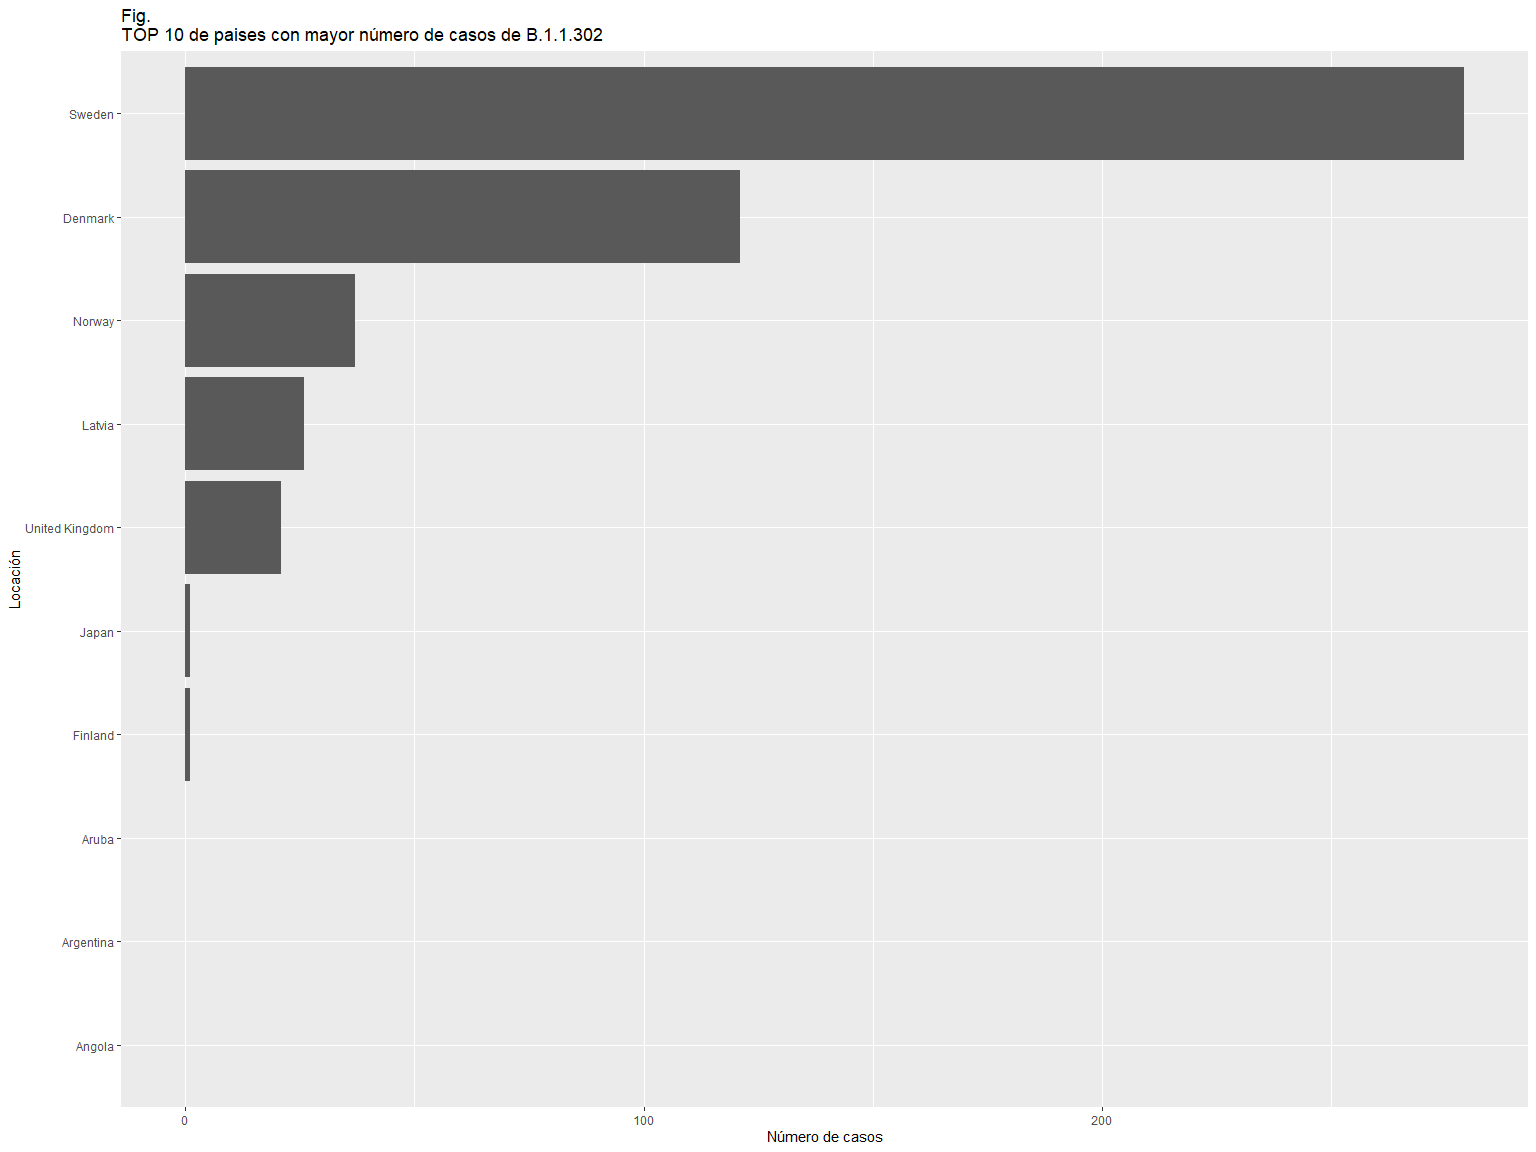 Fig.
TOP 10 de paises con mayor número de casos de B.1.1.302
Sweden
Denmark
Norway
Latvia
United Kingdom
Japan
Finland
Aruba
Argentina
Angola
Locación
0 100 200
Número de casos